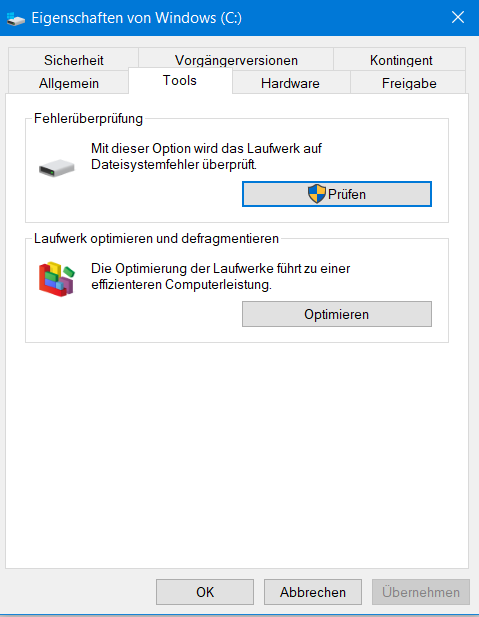 Eigenschaften von Windows (C:)
Sicherheit
Vorgängerversionen
Kontingent
Allgemein
Tools
Hardware
Freigabe
Fehlerüberprüfung
Mit dieser Option wird das Laufwerk auf
Dateisystemfehler überprüft.
Prüfen
Laufwerk optimieren und defragmentieren
Die Optimierung der Laufwerke führt zu einer
effizienteren Computerleistung.
Optimieren
OK
Abbrechen
Übernehmen